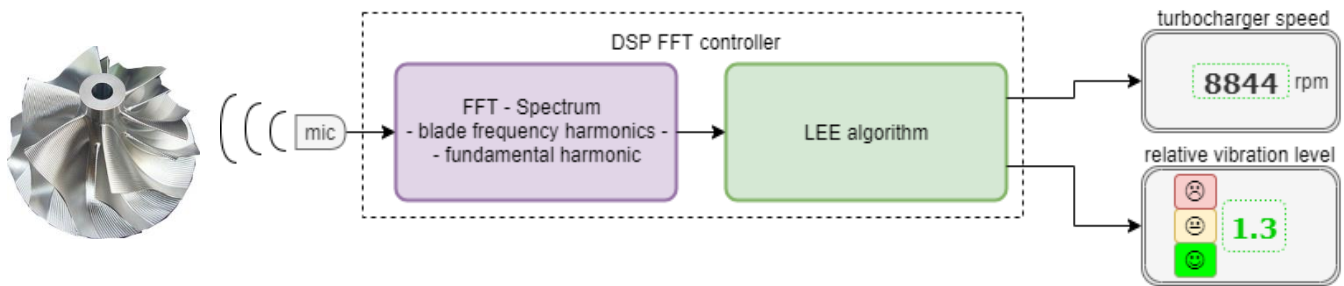 turbocharger speed
DSP FFT controller
8844 rpm
FFT - Spectrum
- blade frequency harmonics -
- fundamental harmonic
mic
LEE algorithm
relative vibration level
1.3